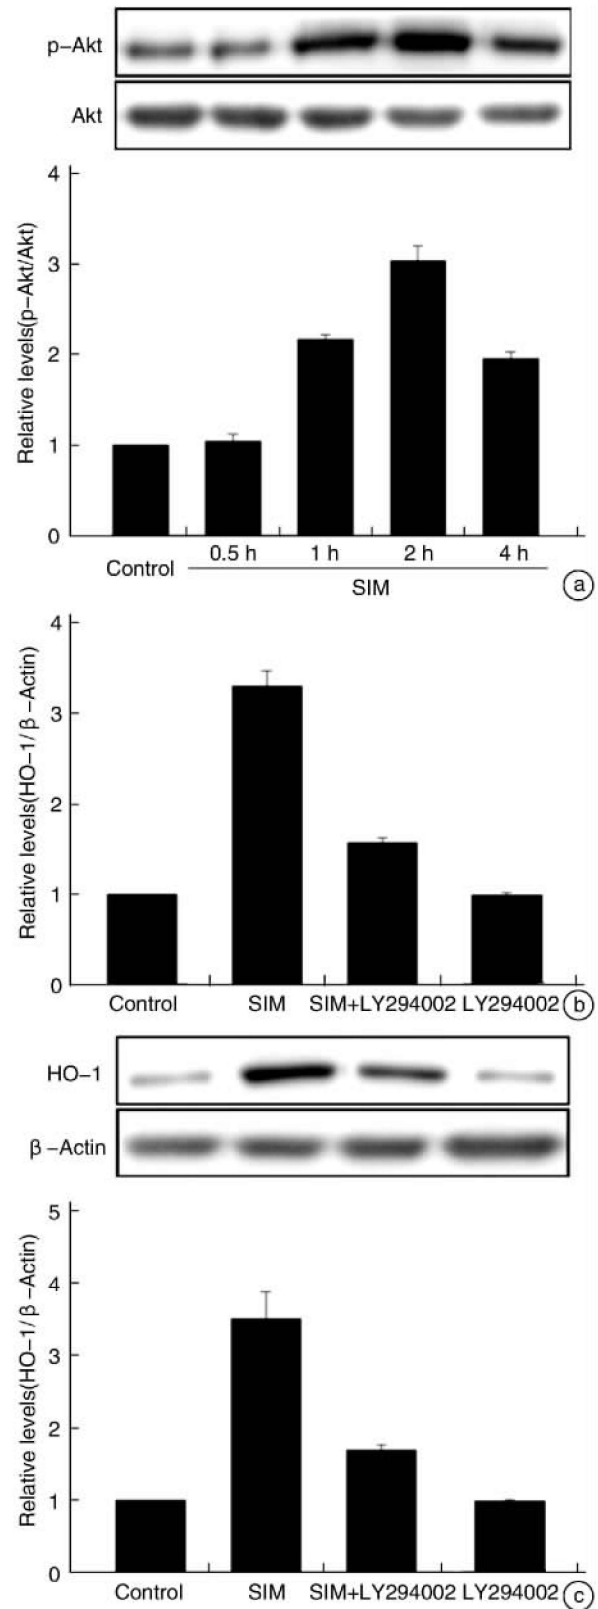 p–Akt
Akt
Relative levels(p–Akt/Akt)
4
3
2
1
0
Control
0.5 h
1 h
2 h
4 h
SIM
a
Relative levels(HO–1/β–Actin)
4
3
2
1
0
Control SIM SIM+LY294002 LY294002
b
HO–1
β–Actin
Relative levels(HO–1/β–Actin)
5
4
3
2
1
0
Control SIM SIM+LY294002 LY294002
c